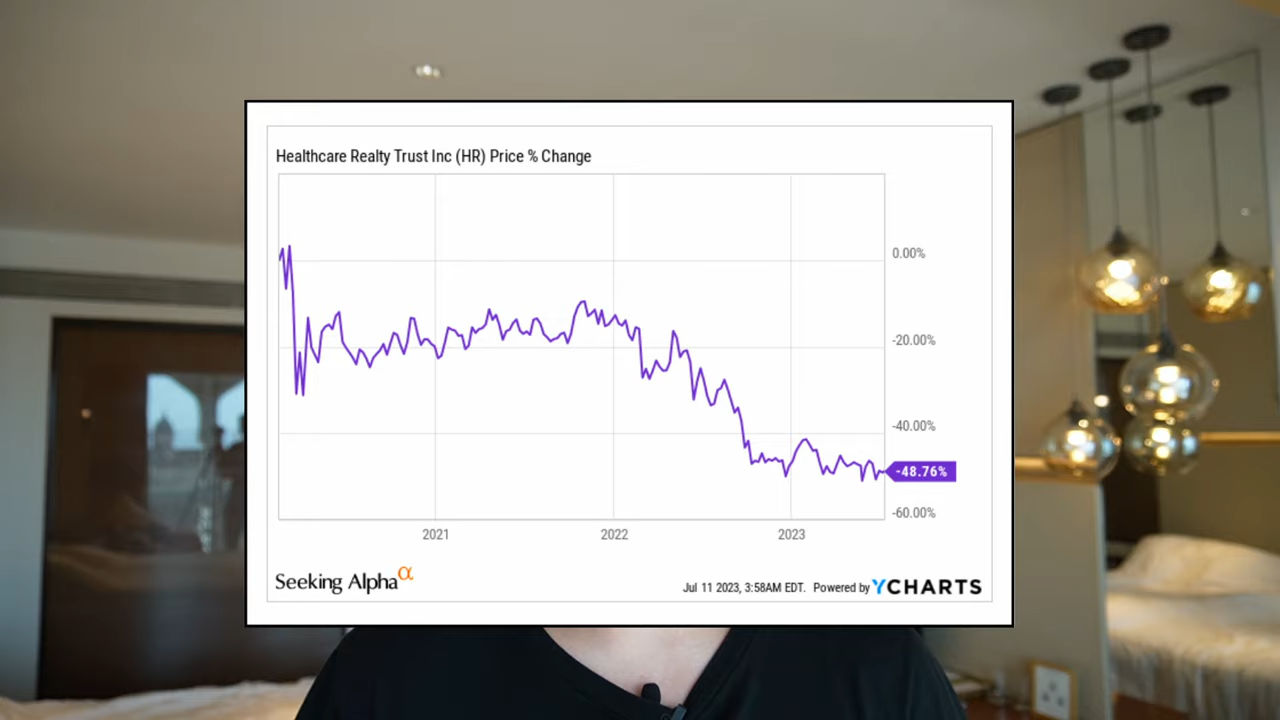 Healthcare Realty Trust Inc (HR) Price % Change
0.00%
-20.00%
-40.00%
-48.76%
-60.00%
2021 2022 2023
Seeking Alphaα
Jul 11 2023, 3:58AM EDT. Powered by YCHARTS